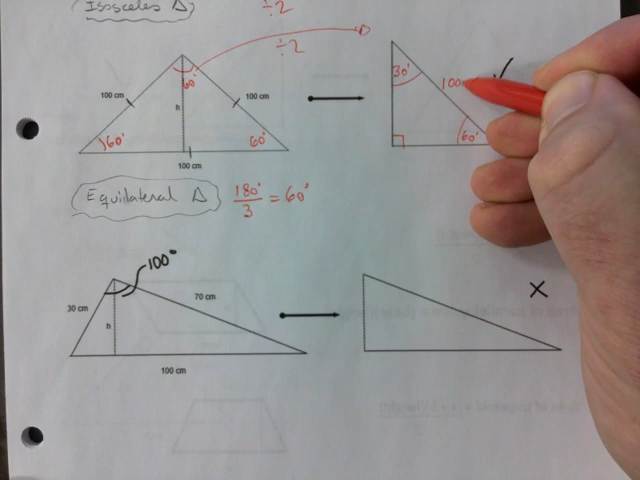 Isosceles Δ
÷2
÷2
100 cm
60°
h
100 cm
60°
60°
100 cm
30°
100
60°
✓
Equilateral Δ
180°/3 = 60°
100°
30 cm
70 cm
h
100 cm
X